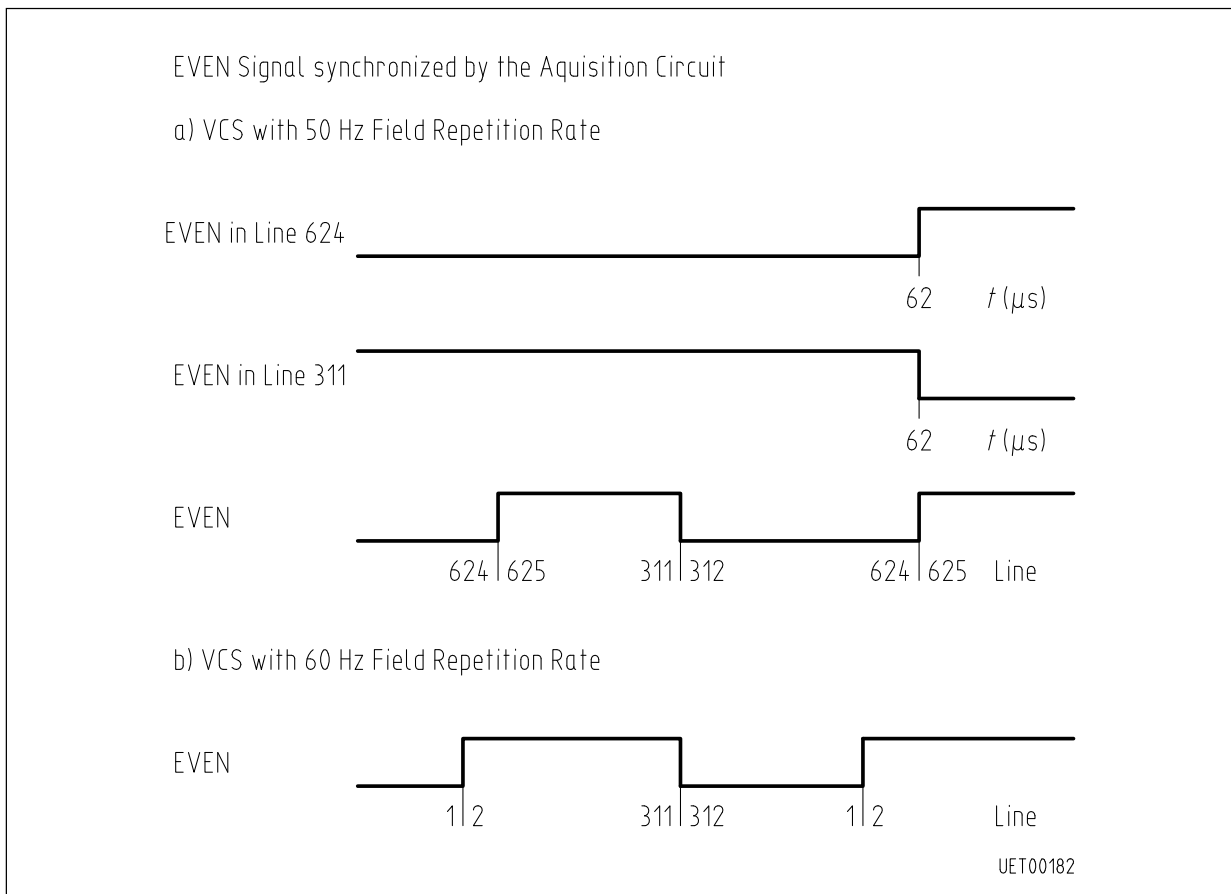 EVEN Signal synchronized by the Aquisition Circuit
a) VCS with 50 Hz Field Repetition Rate
EVEN in Line 624
62 t (μs)
EVEN in Line 311
62 t (μs)
EVEN
624 625 311 312 624 625 Line
b) VCS with 60 Hz Field Repetition Rate
EVEN
1 2 311 312 1 2 Line
UET00182